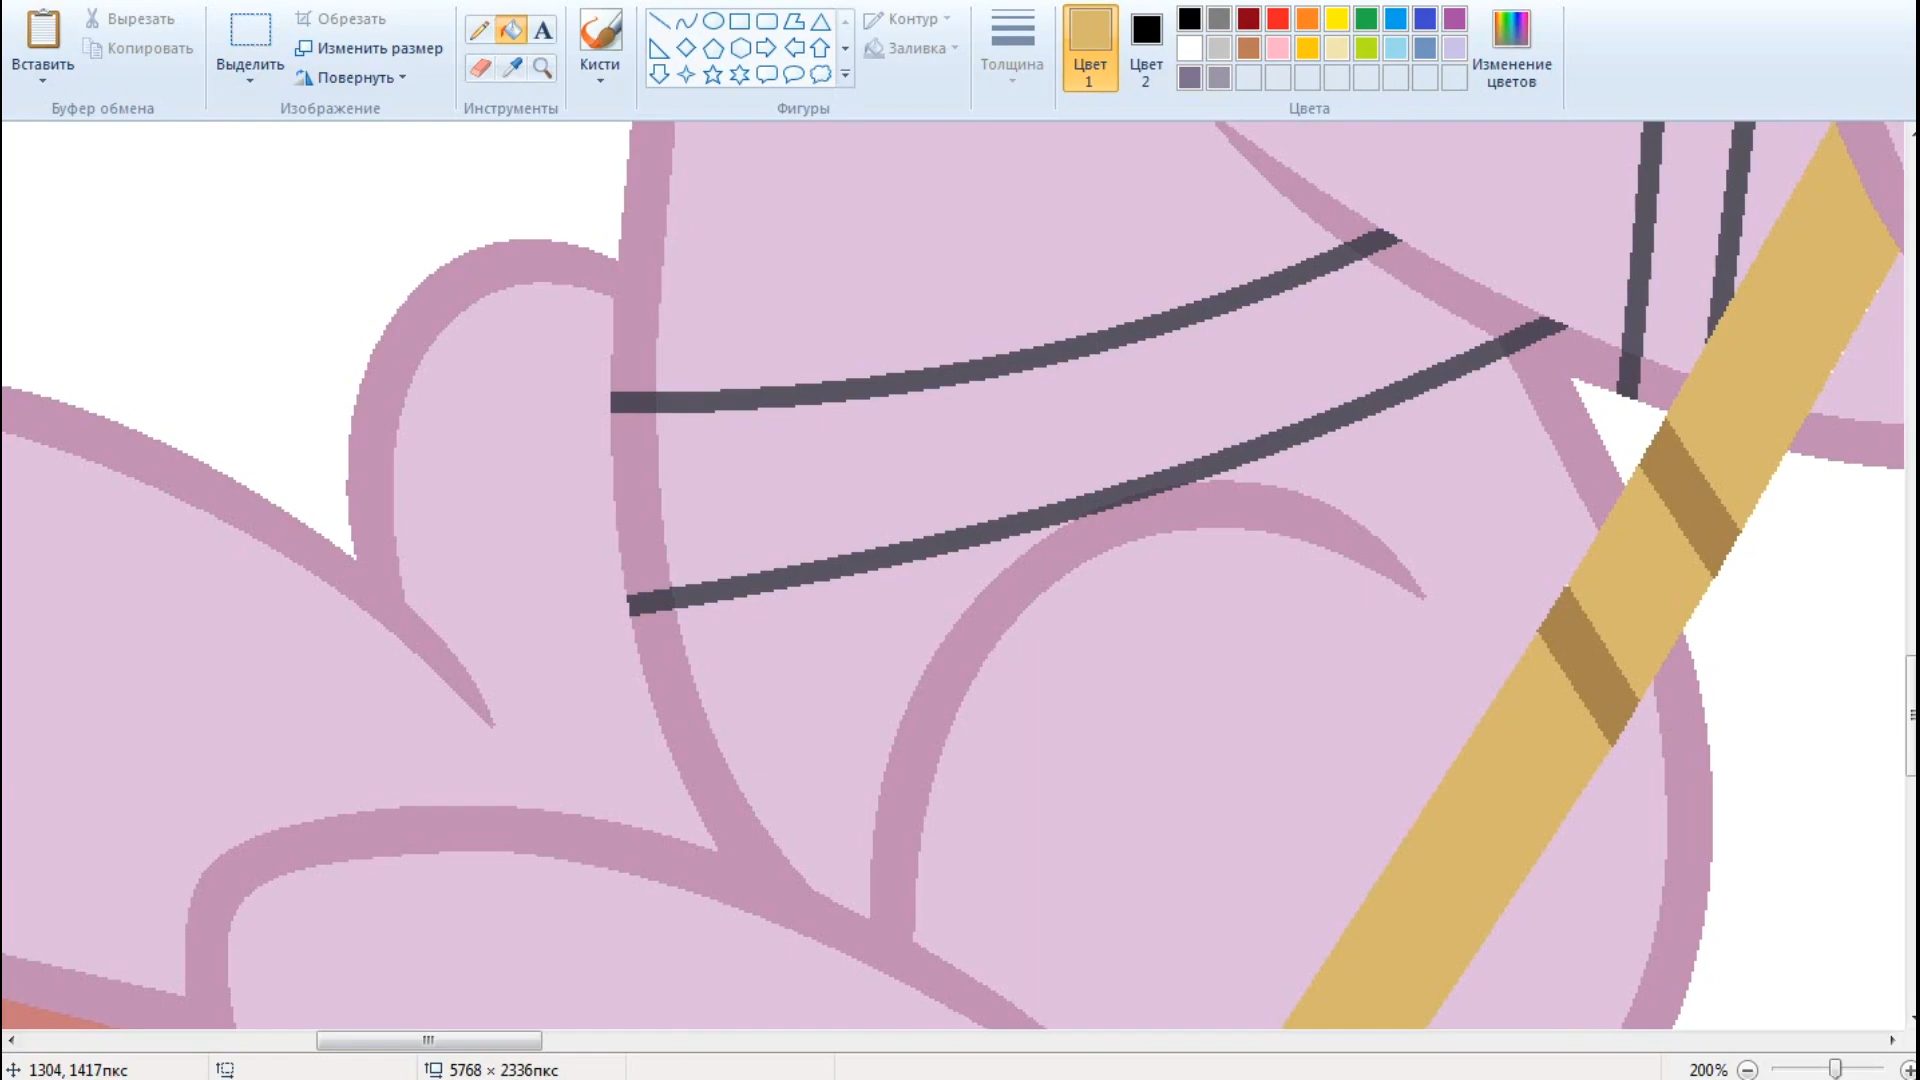 Вставить
Вырезать
Копировать
Буфер обмена
Выделить
Обрезать
Изменить размер
Повернуть
Изображение
A
Инструменты
Кисти
Фигуры
Контур
Заливка
Толщина
Цвет
1
Цвет
2
Изменение
цветов
Цвета
1304, 1417пкс
5768 × 2336пкс
200%